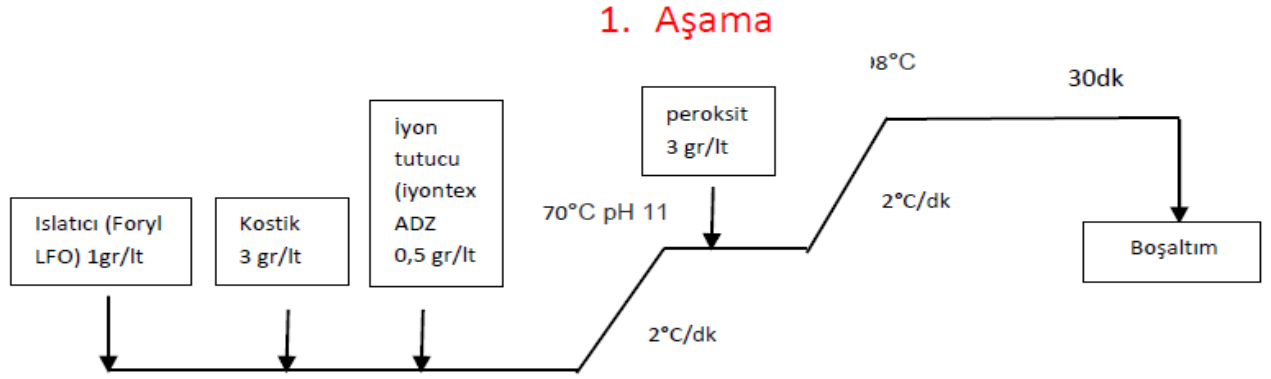 1. Aşama
Islatıcı (Foryl
LFO) 1gr/lt
Kostik
3 gr/lt
İyon
tutucu
(iyontex
ADZ
0,5 gr/lt
2°C/dk
70°C pH 11
peroksit
3 gr/lt
2°C/dk
8°C
30dk
Boşaltım